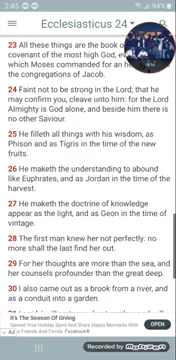 2:45
Ecclesiasticus 24
23 All these things are the book o
covenant of the most high God, e
which Moses commanded for an he
the congregations of Jacob.
24 Faint not to be strong in the Lord; that
he may confirm you, cleave unto him: for the Lord
Almighty is God alone, and beside him there is
no other Saviour.
25 He filleth all things with his wisdom, as
Phison and as Tigris in the time of the new
fruits.
26 He maketh the understanding to abound
like Euphrates, and as Jordan in the time of the
harvest.
27 He maketh the doctrine of knowledge
appear as the light, and as Geon in the time of
vintage.
28 The first man knew her not perfectly: no
more shall the last find her out.
29 For her thoughts are more than the sea, and
her counsels profounder than the great deep.
30 I also came out as a brook from a river, and
as a conduit into a garden.
Ad
It's The Season Of Giving
Spread Your Holiday Spirit And Share Happy Moments With
Friends And Family. Facebook®
OPEN
RECORDED BY